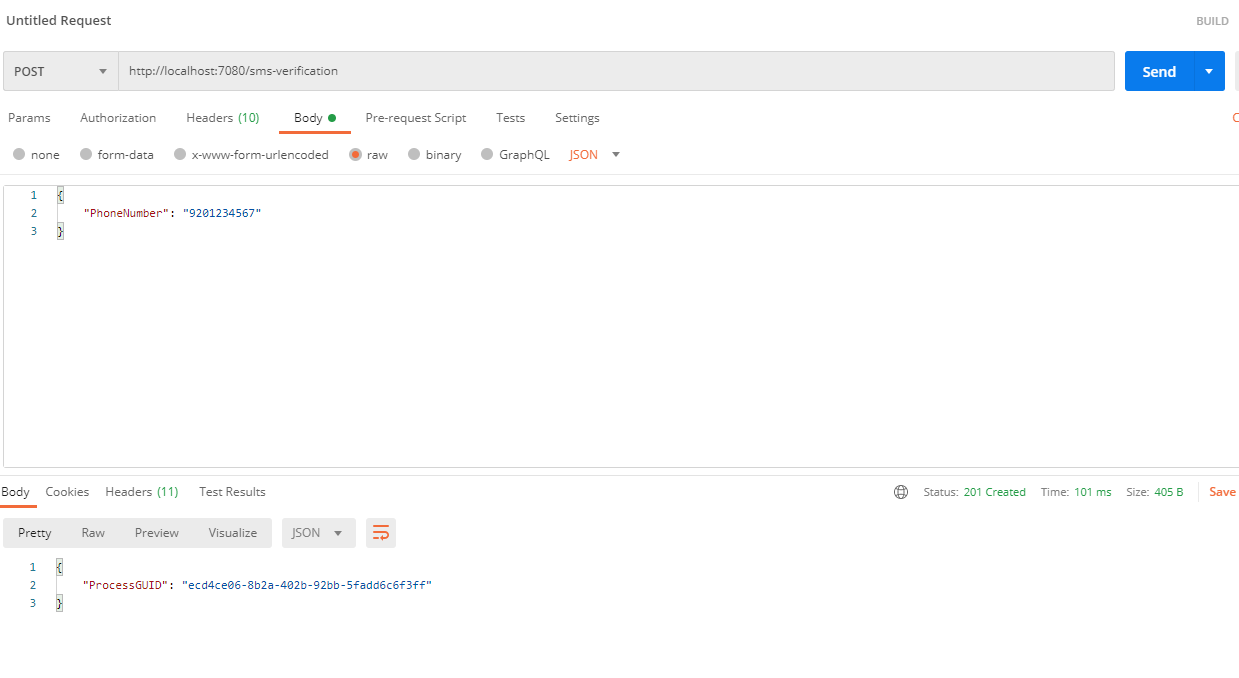 Untitled Request BUILD
POST http://localhost:7080/sms-verification Send
Params Authorization Headers (10) Body Pre-request Script Tests Settings C
none form-data x-www-form-urlencoded raw binary GraphQL JSON
1 {
2 "PhoneNumber": "9201234567"
3 }
Body Cookies Headers (11) Test Results Status: 201 Created Time: 101 ms Size: 405 B Save
Pretty Raw Preview Visualize JSON
1 {
2 "ProcessGUID": "ecd4ce06-8b2a-402b-92bb-5fadd6c6f3ff"
3 }